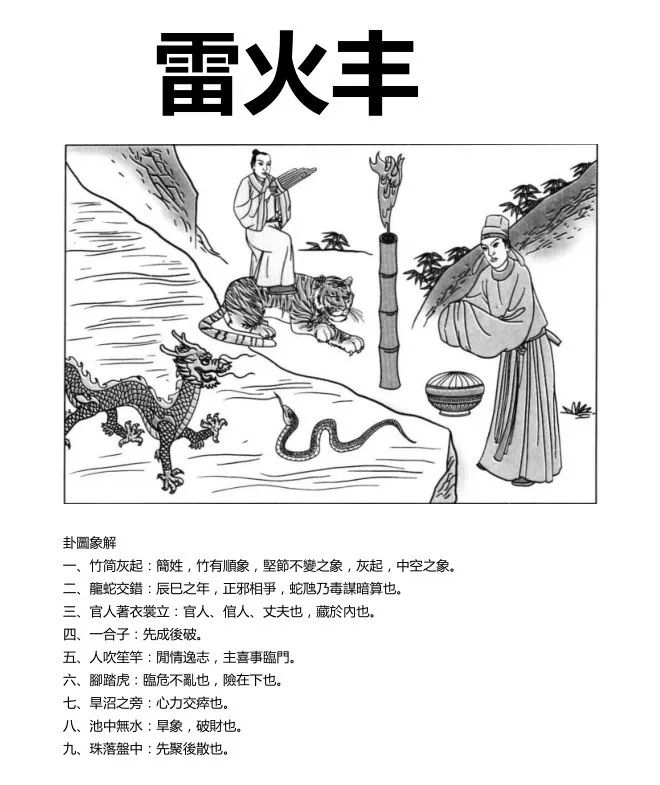 雷火丰
卦圖象解
一、竹简灰起：簡姓，竹有順象，堅節不變之象，灰起，中空之象。
二、龍蛇交錯：辰巳之年，正邪相爭，蛇虺乃毒謀暗算也。
三、官人著衣裳立：官人、倌人、丈夫也，藏於內也。
四、一合子：先成後破。
五、人吹笙竽：閒情逸志，主喜事臨門。
六、腳踏虎：臨危不亂也，險在下也。
七、旱沼之旁：心力交瘁也。
八、池中無水：旱象，破財也。
九、珠落盤中：先聚後散也。